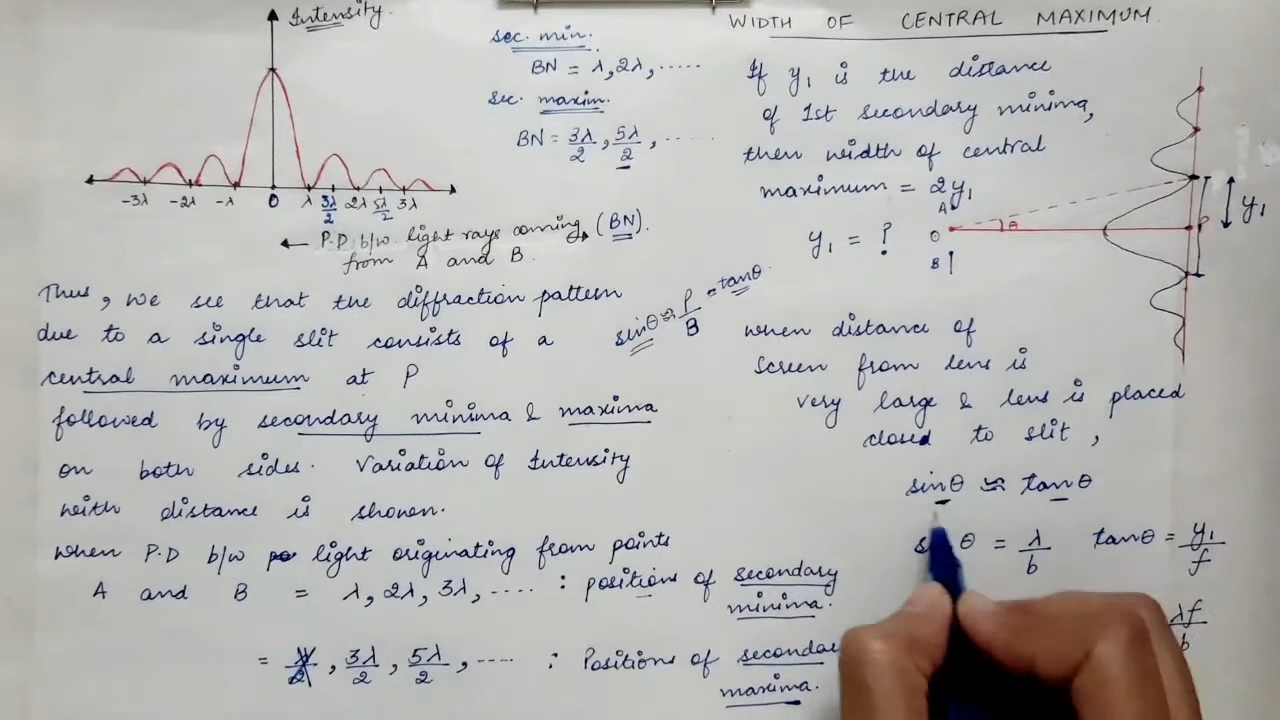 Intensity.
-3λ -2λ -λ 0 λ 3λ/2 2λ 5λ/2 3λ
P.D b/w light rays coming (BN).
from A and B.
sec. min.
BN = λ, 2λ, .....
sec. maxim.
BN = 3λ/2, 5λ/2, ......
Thus, we see that the diffraction pattern
due to a single slit consists of a
central maximum at P
followed by secondary minima & maxima
on both sides. Variation of Intensity
with distance is shown.
when P.D b/w light originating from points
A and B = λ, 2λ, 3λ, ..... : positions of secondary
minima.
= , 3λ/2, 5λ/2, ..... : Positions of secondar
maxima.
sinθ ≈ P/B = tanθ
WIDTH OF CENTRAL MAXIMUM.
If y₁ is the distance
of 1st secondary minima,
then width of central
maximum = 2y₁
y₁ = ?
A
O
B
θ
P
y₁
when distance of
screen from lens is
very large & lens is placed
closed to slit,
sinθ ≈ tanθ
s θ = λ/b tanθ = y₁/f
λf/b